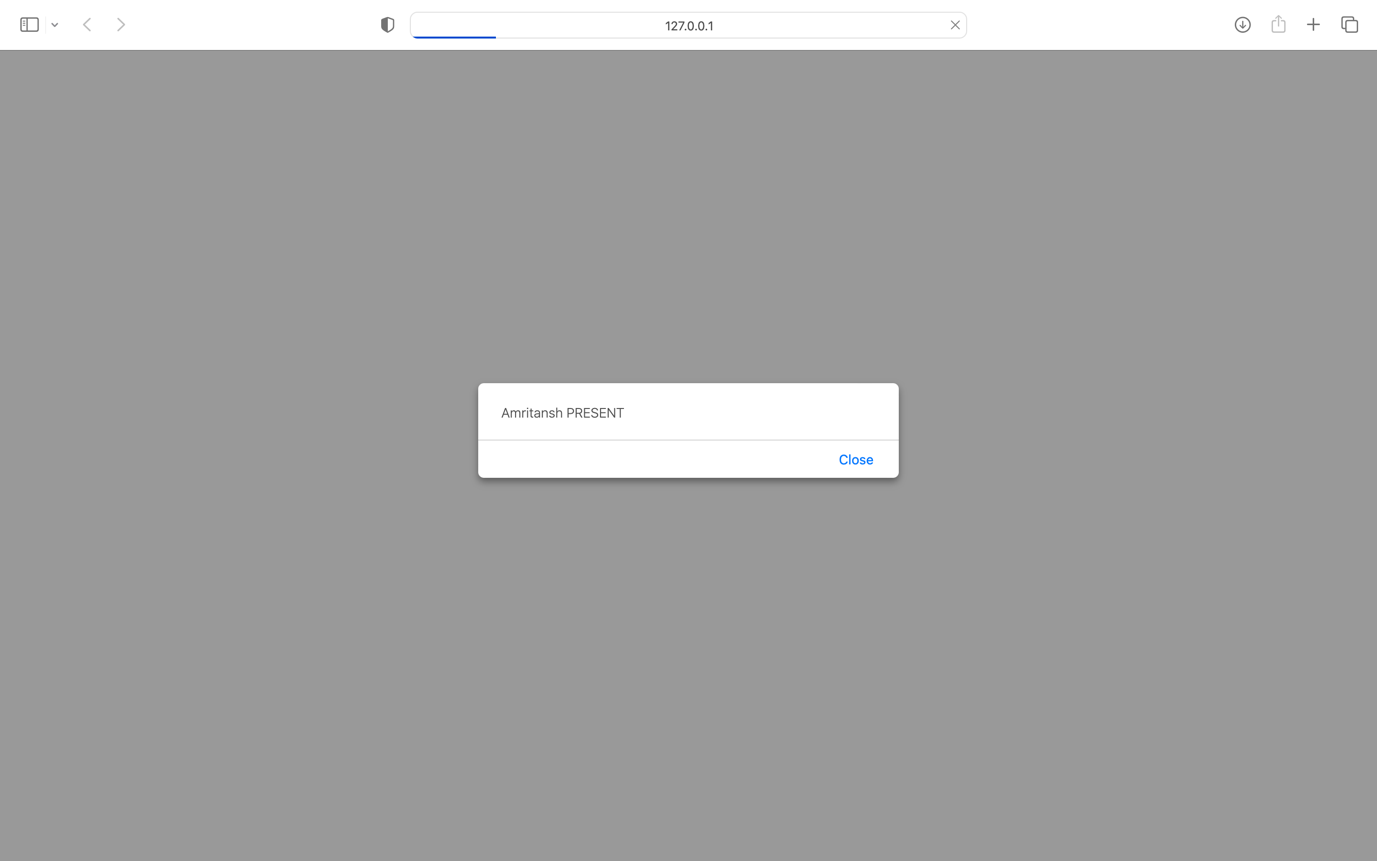 127.0.0.1
Amritansh PRESENT
Close